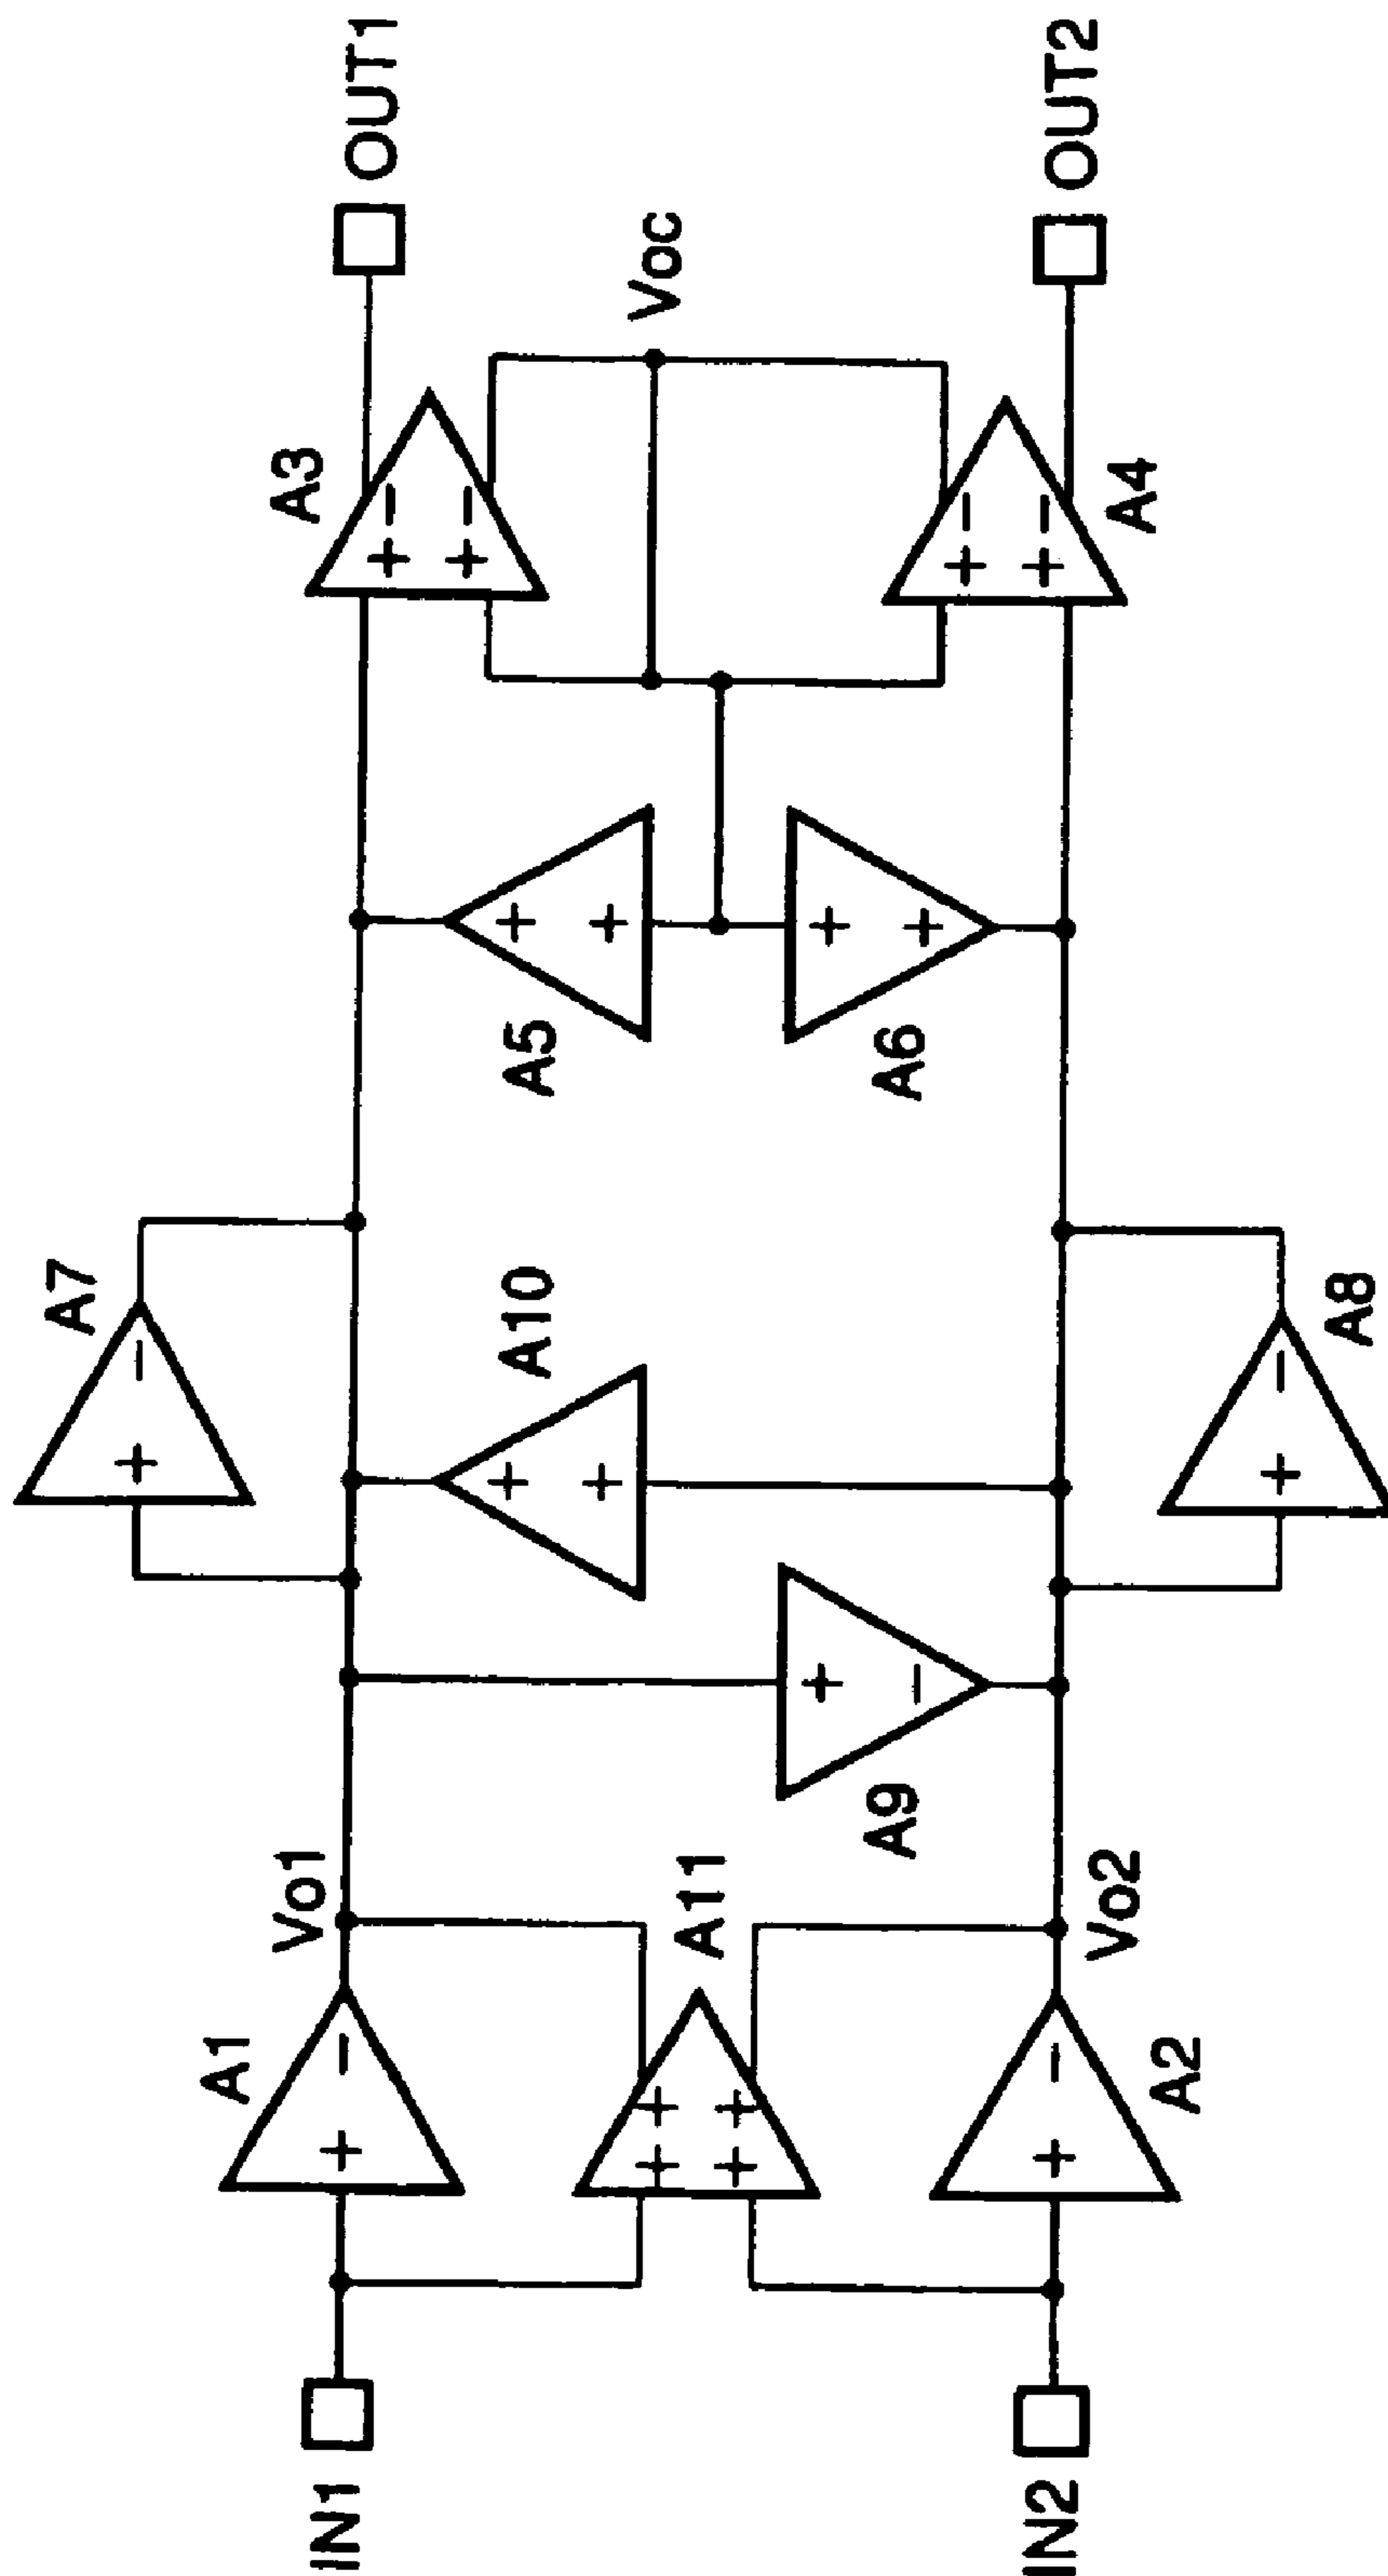 IN1
IN2
A1
+ −
A11
+ +
+ +
A2
+ −
Vo1
Vo2
A9
+ −
A10
+ +
A7
+ −
A8
+ −
A5
+ +
A6
+ +
A3
+ −
+ −
A4
+ −
+ −
Voc
OUT1
OUT2